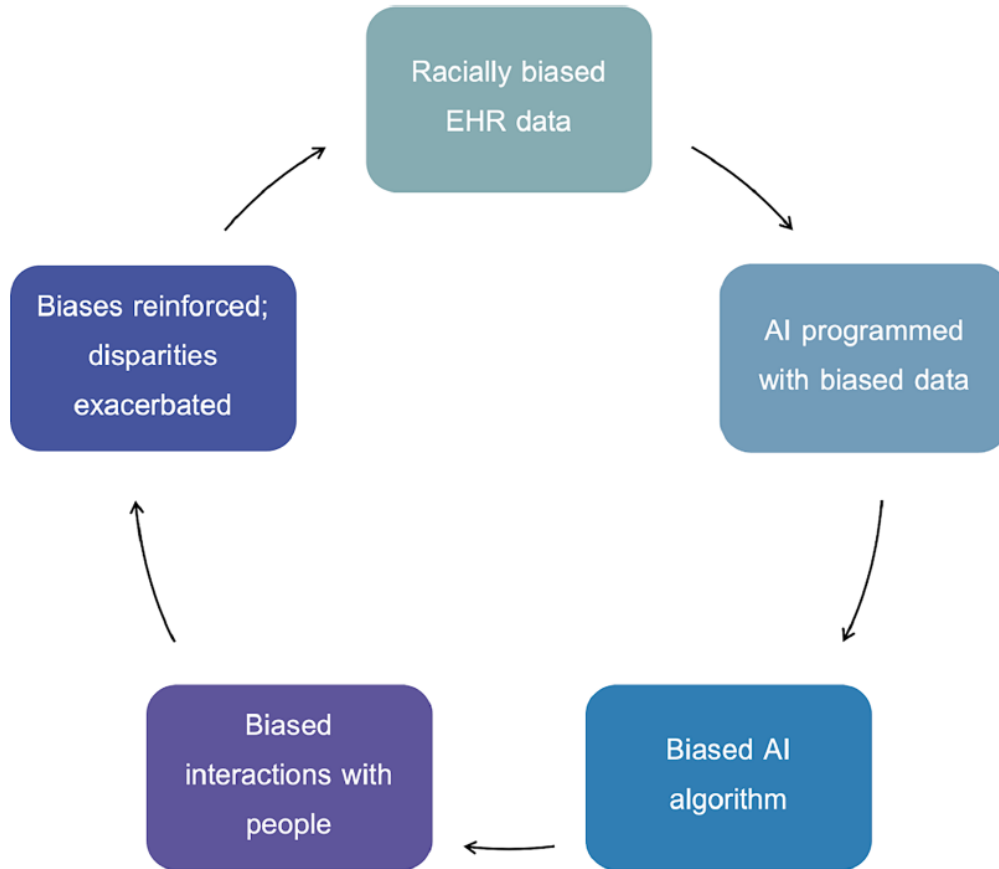 Racially biased
EHR data
AI programmed
with biased data
Biased AI
algorithm
Biased
interactions with
people
Biases reinforced;
disparities
exacerbated